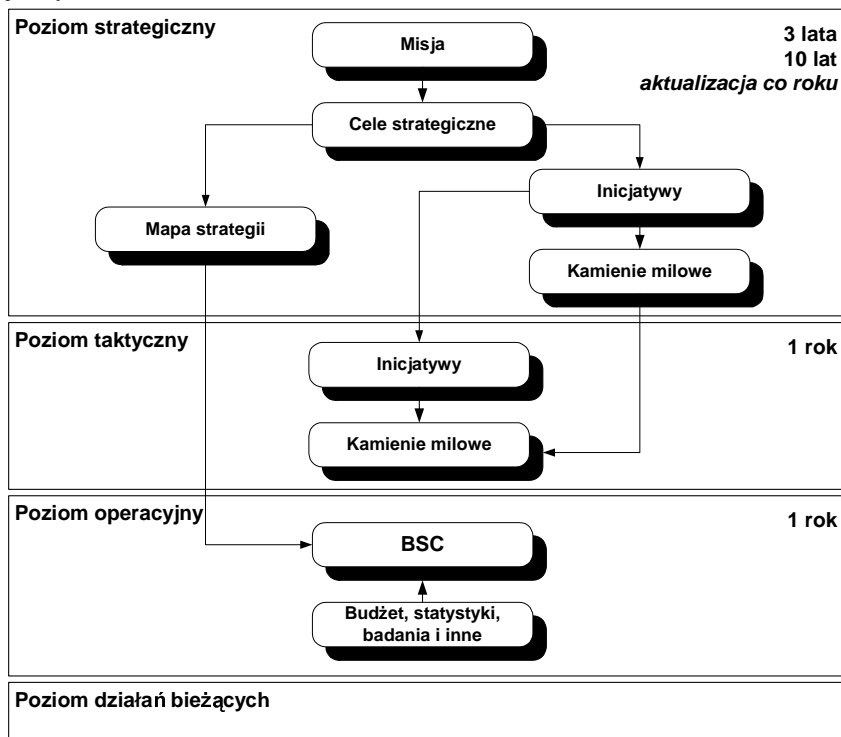 Poziom strategiczny
Misja
3 lata
10 lat
aktualizacja co roku
Cele strategiczne
Inicjatywy
Mapa strategii
Kamienie milowe
Poziom taktyczny
1 rok
Inicjatywy
Kamienie milowe
Poziom operacyjny
1 rok
BSC
Budżet, statystyki,
badania i inne
Poziom działań bieżących